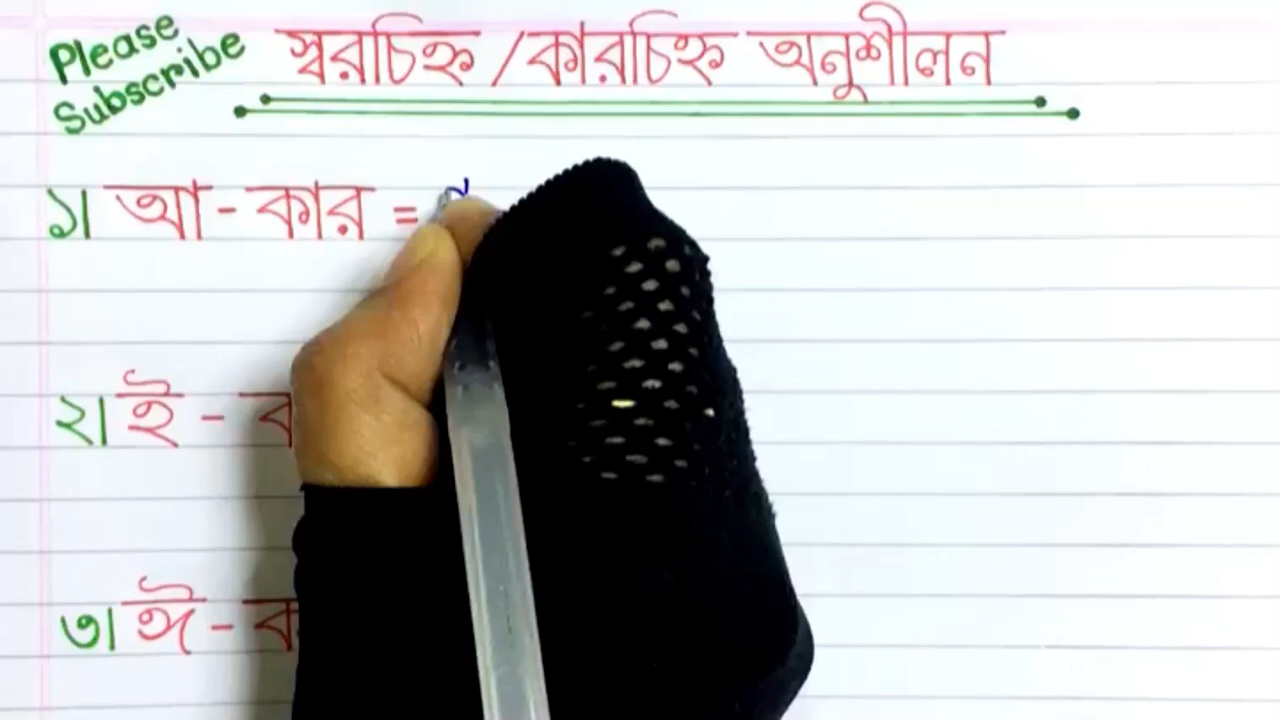 Please
Subscribe
স্বরচিহ্ন /কারচিহ্ন অনুশীলন
১। আ - কার =
২। ই -
৩। ঈ -